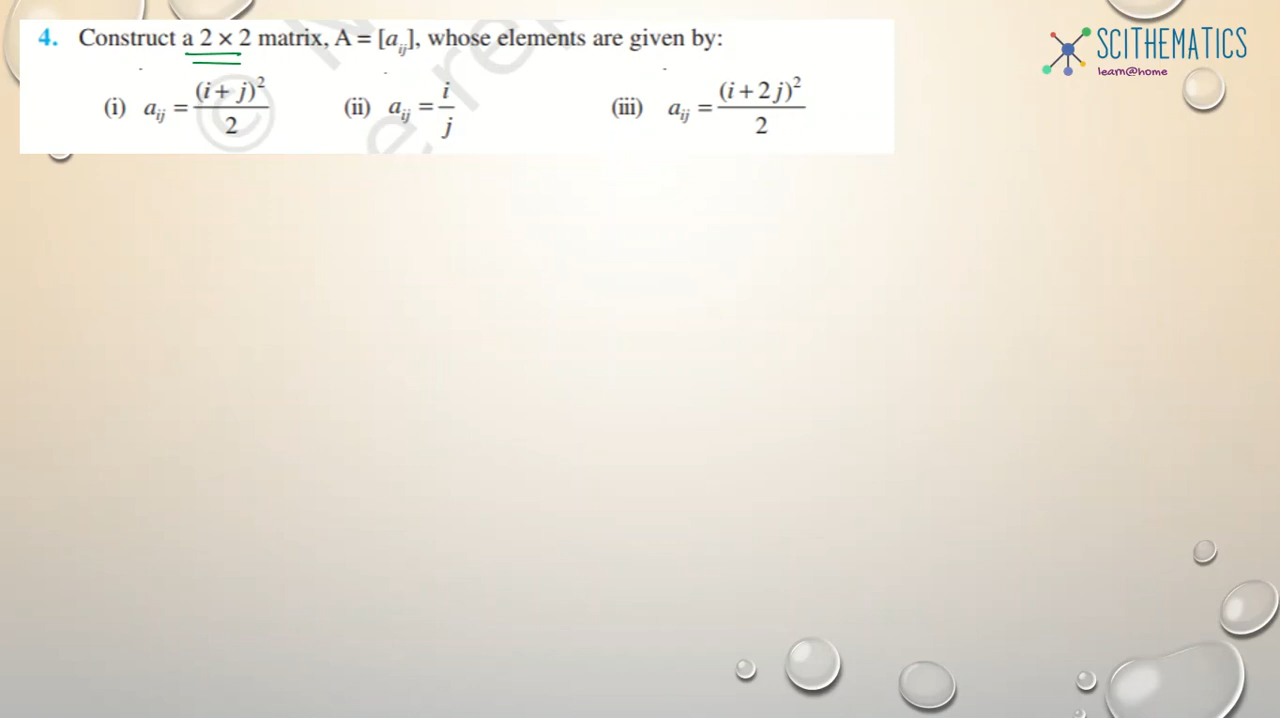 4. Construct a 2 × 2 matrix, A = [a_ij], whose elements are given by:
(i) a_ij = (i + j)²/2 (ii) a_ij = i/j (iii) a_ij = (i + 2j)²/2
SCITHEMATICS
learn@home
© e re